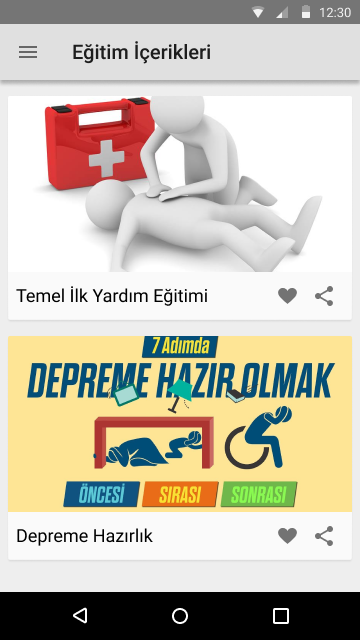 12:30
Eğitim İçerikleri
Temel İlk Yardım Eğitimi
7 Adımda
DEPREME HAZIR OLMAK
ÖNCESİ SIRASI SONRASI
Depreme Hazırlık